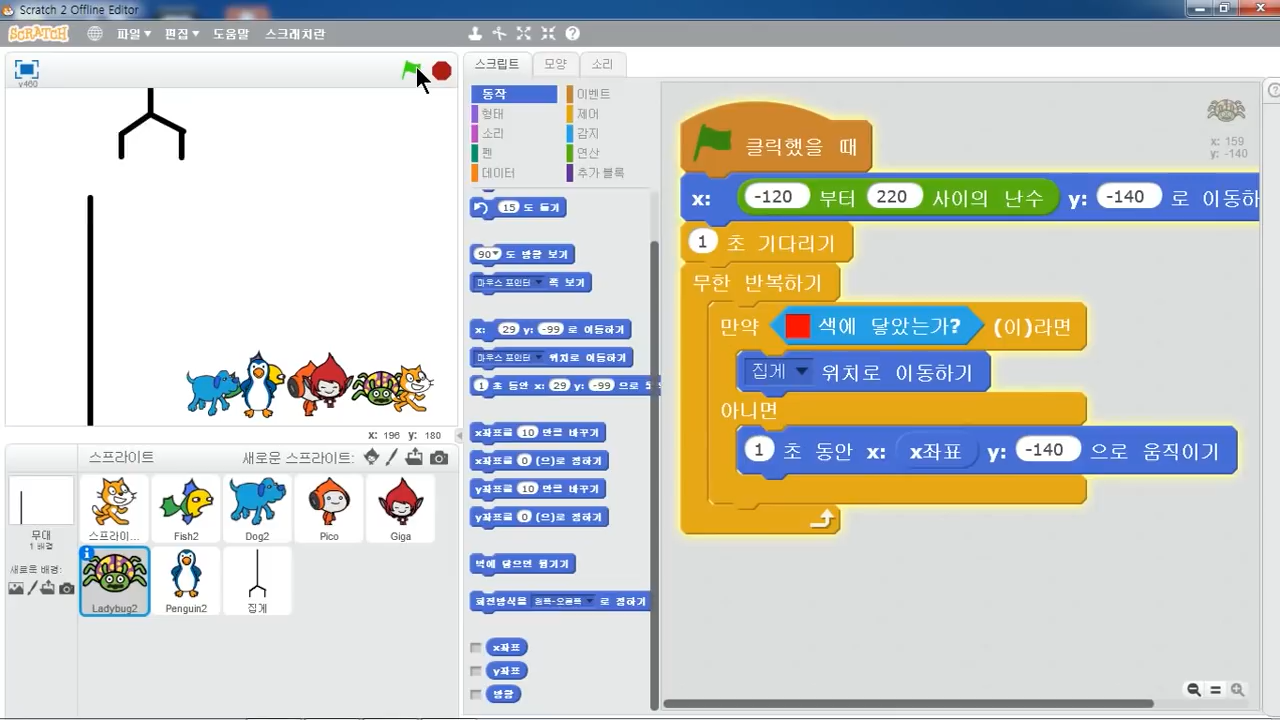 Scratch 2 Offline Editor
SCRATCH 파일▼ 편집▼ 도움말 스크래치란
v460
스크립트 모양 소리
동작 이벤트
형태 제어
소리 감지
펜 연산
데이터 추가 블록
15 도 돌기
90▼ 도 방향 보기
마우스 포인터 쪽 보기
x: 29 y: -99 로 이동하기
마우스 포인터 위치로 이동하기
1 초 동안 x: 29 y: -99 으로
x좌표를 10 만큼 바꾸기
x좌표를 0 (으)로 정하기
y좌표를 10 만큼 바꾸기
y좌표를 0 (으)로 정하기
벽에 닿으면 튕기기
회전방식을 왼쪽-오른쪽 로 정하기
x좌표
y좌표
방향
클릭했을 때
x: -120 부터 220 사이의 난수 y: -140 로 이동하
1 초 기다리기
무한 반복하기
만약 색에 닿았는가? (이)라면
집게 위치로 이동하기
아니면
1 초 동안 x: x좌표 y: -140 으로 움직이기
x: 159
y: -140
x: 196 y: 180
스프라이트 새로운 스프라이트:
무대
1 배경
새로운 배경:
스프라이... Fish2 Dog2 Pico Giga
Ladybug2 Penguin2 집게